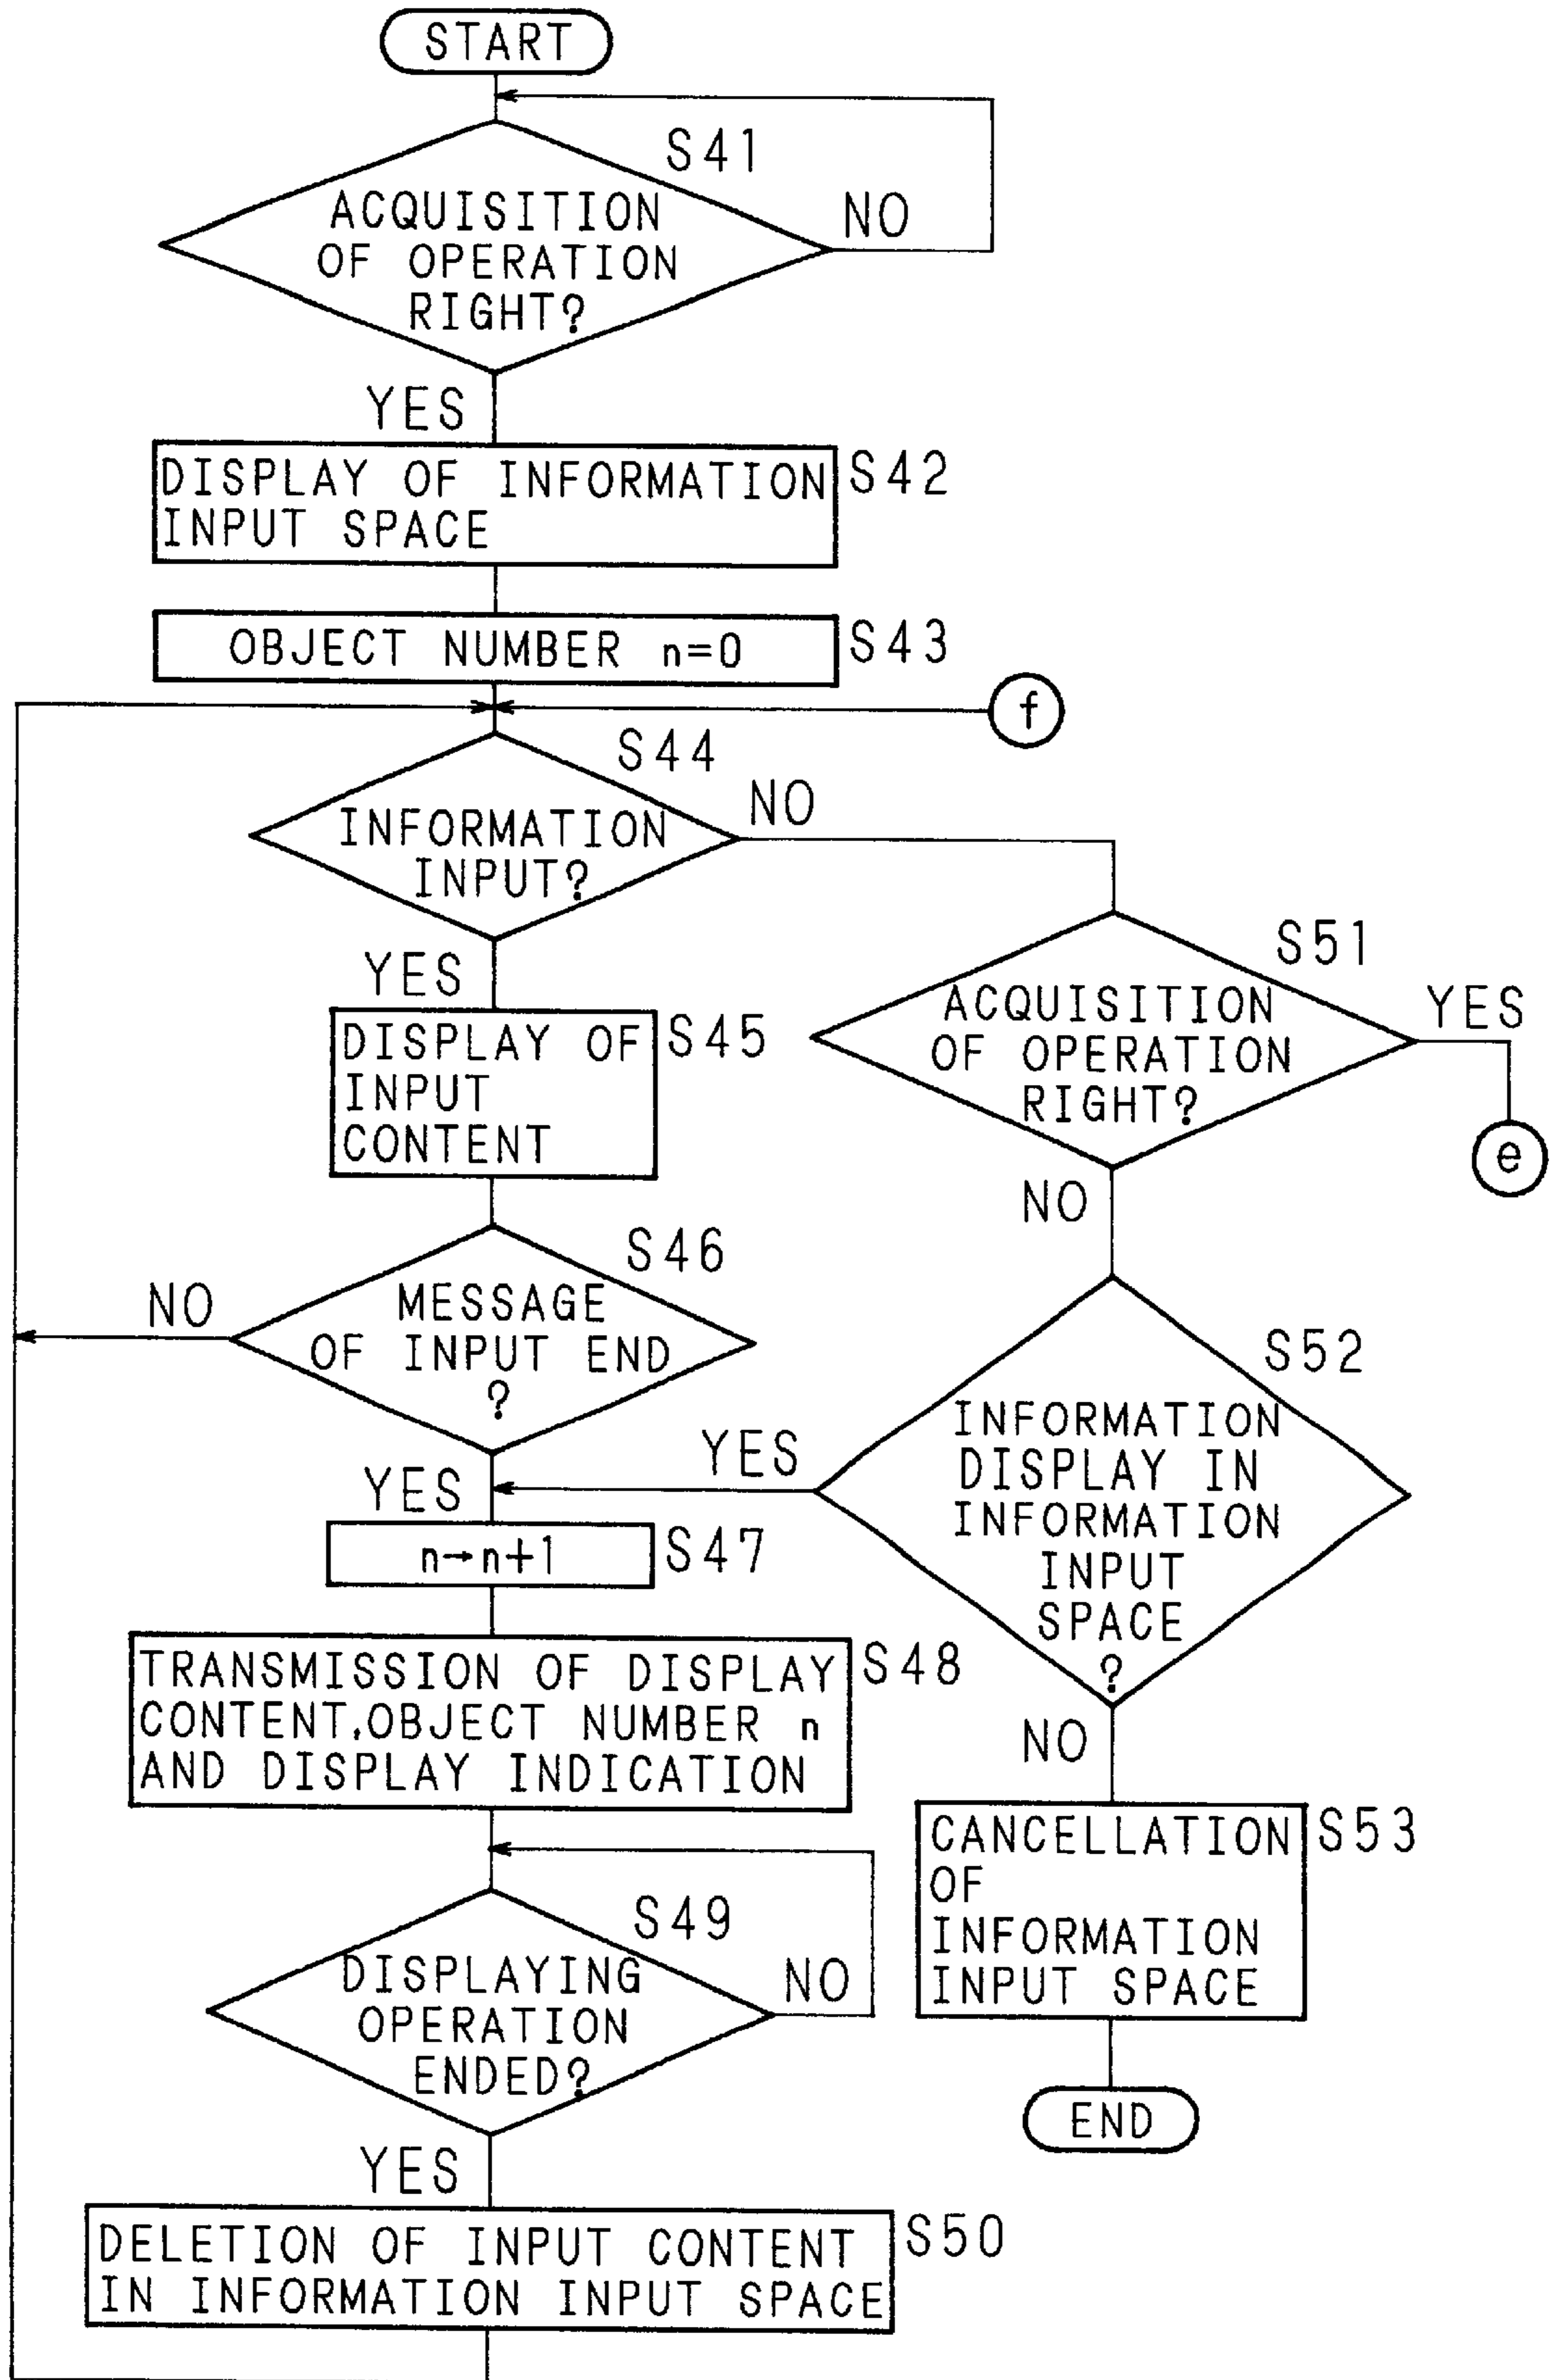 START
S41
ACQUISITION
OF OPERATION
RIGHT?
NO
YES
DISPLAY OF INFORMATION
INPUT SPACE
S42
OBJECT NUMBER n=0
S43
f
S44
INFORMATION
INPUT?
NO
YES
DISPLAY OF
INPUT
CONTENT
S45
S51
ACQUISITION
OF OPERATION
RIGHT?
YES
e
NO
S46
MESSAGE
OF INPUT END
?
NO
YES
S52
INFORMATION
DISPLAY IN
INFORMATION
INPUT
SPACE
?
YES
NO
n→n+1
S47
TRANSMISSION OF DISPLAY
CONTENT,OBJECT NUMBER n
AND DISPLAY INDICATION
S48
S49
DISPLAYING
OPERATION
ENDED?
NO
YES
CANCELLATION
OF
INFORMATION
INPUT SPACE
S53
END
DELETION OF INPUT CONTENT
IN INFORMATION INPUT SPACE
S50